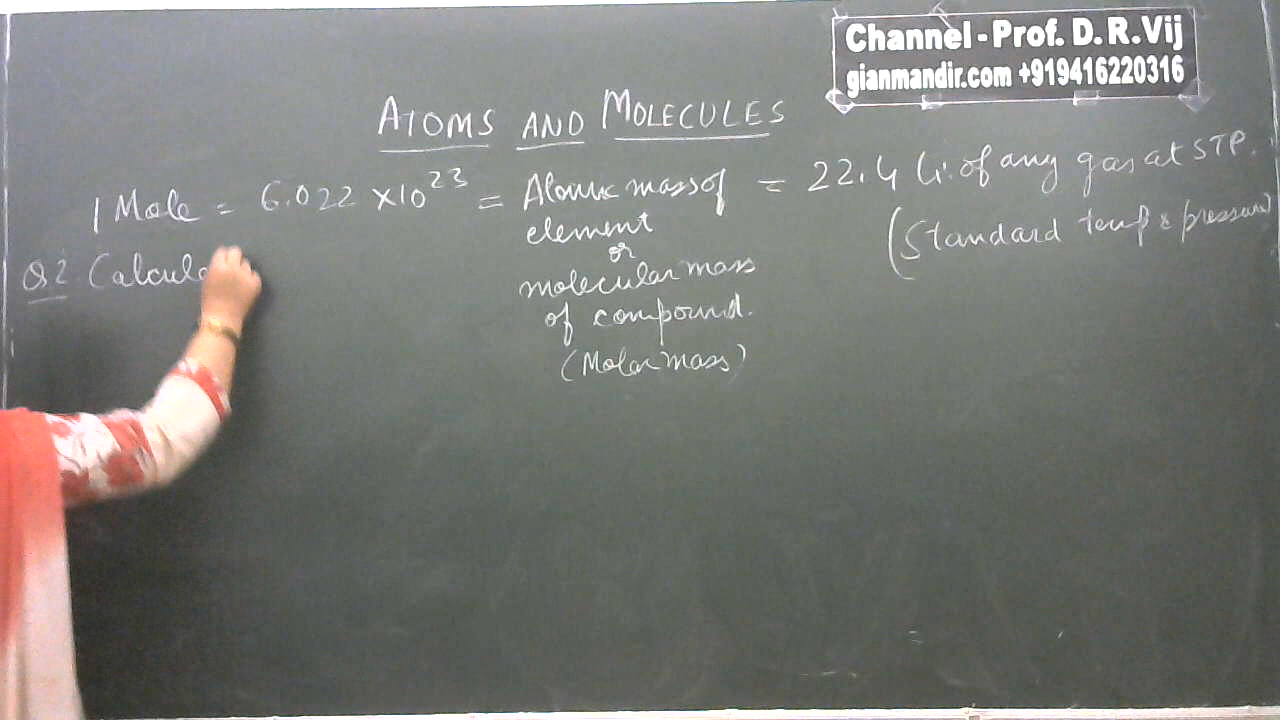 Channel - Prof. D. R. Vij
gianmandir.com +919416220316
ATOMS AND MOLECULES
1 Mole = 6.022 × 10²³ = Atomic mass of element or molecular mass of compound. (Molar mass) = 22.4 li. of any gas at STP. (Standard temp & pressure)
Q2 Calcula